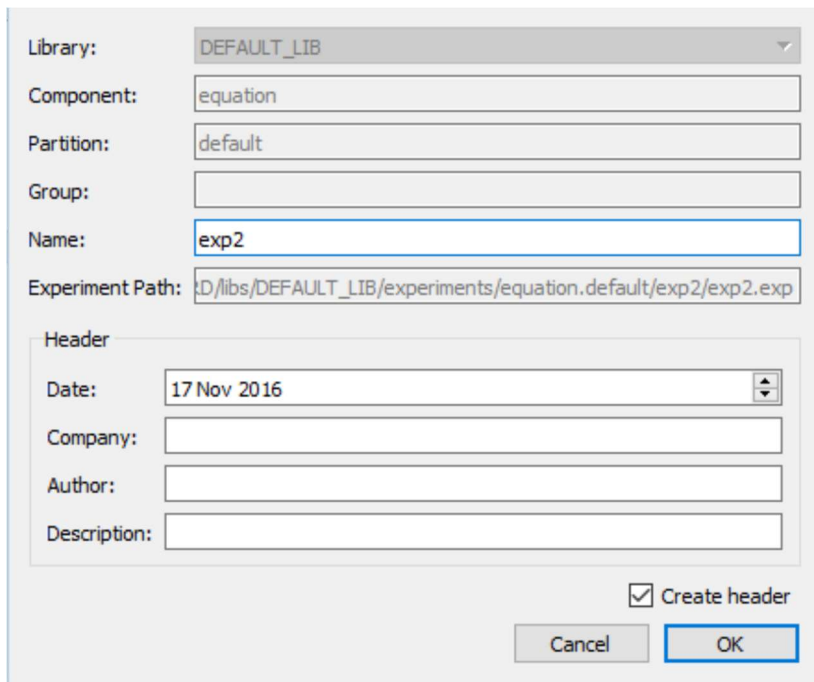 Library: DEFAULT_LIB
Component: equation
Partition: default
Group:
Name: exp2
Experiment Path: :D/libs/DEFAULT_LIB/experiments/equation.default/exp2/exp2.exp
Header
Date: 17 Nov 2016
Company:
Author:
Description:
Create header
Cancel OK